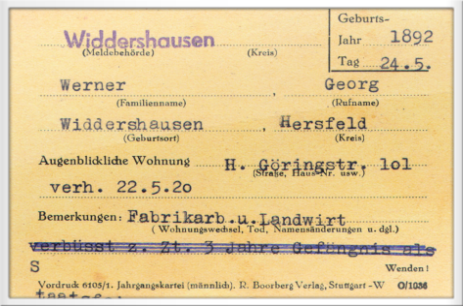 Geburts-
Widdershausen
Jahr 1892
(Meldebehörde) (Kreis)
Tag 24.5.
Werner , Georg
(Familienname) (Rufname)
Widdershausen , Hersfeld
(Geburtsort) (Kreis)
Augenblickliche Wohnung H. Göringstr. 101
(Straße, Haus-Nr. usw.)
verh. 22.5.20
Bemerkungen: Fabrikarb.u.Landwirt
(Wohnungswechsel, Tod, Namensänderungen u. dgl.)
verbüsst z. Zt. 3 Jahre Gefängnis als
S
Wenden!
Vordruck 6105/1. Jahrgangskartei (männlich). R. Boorberg Verlag, Stuttgart-W O/1036